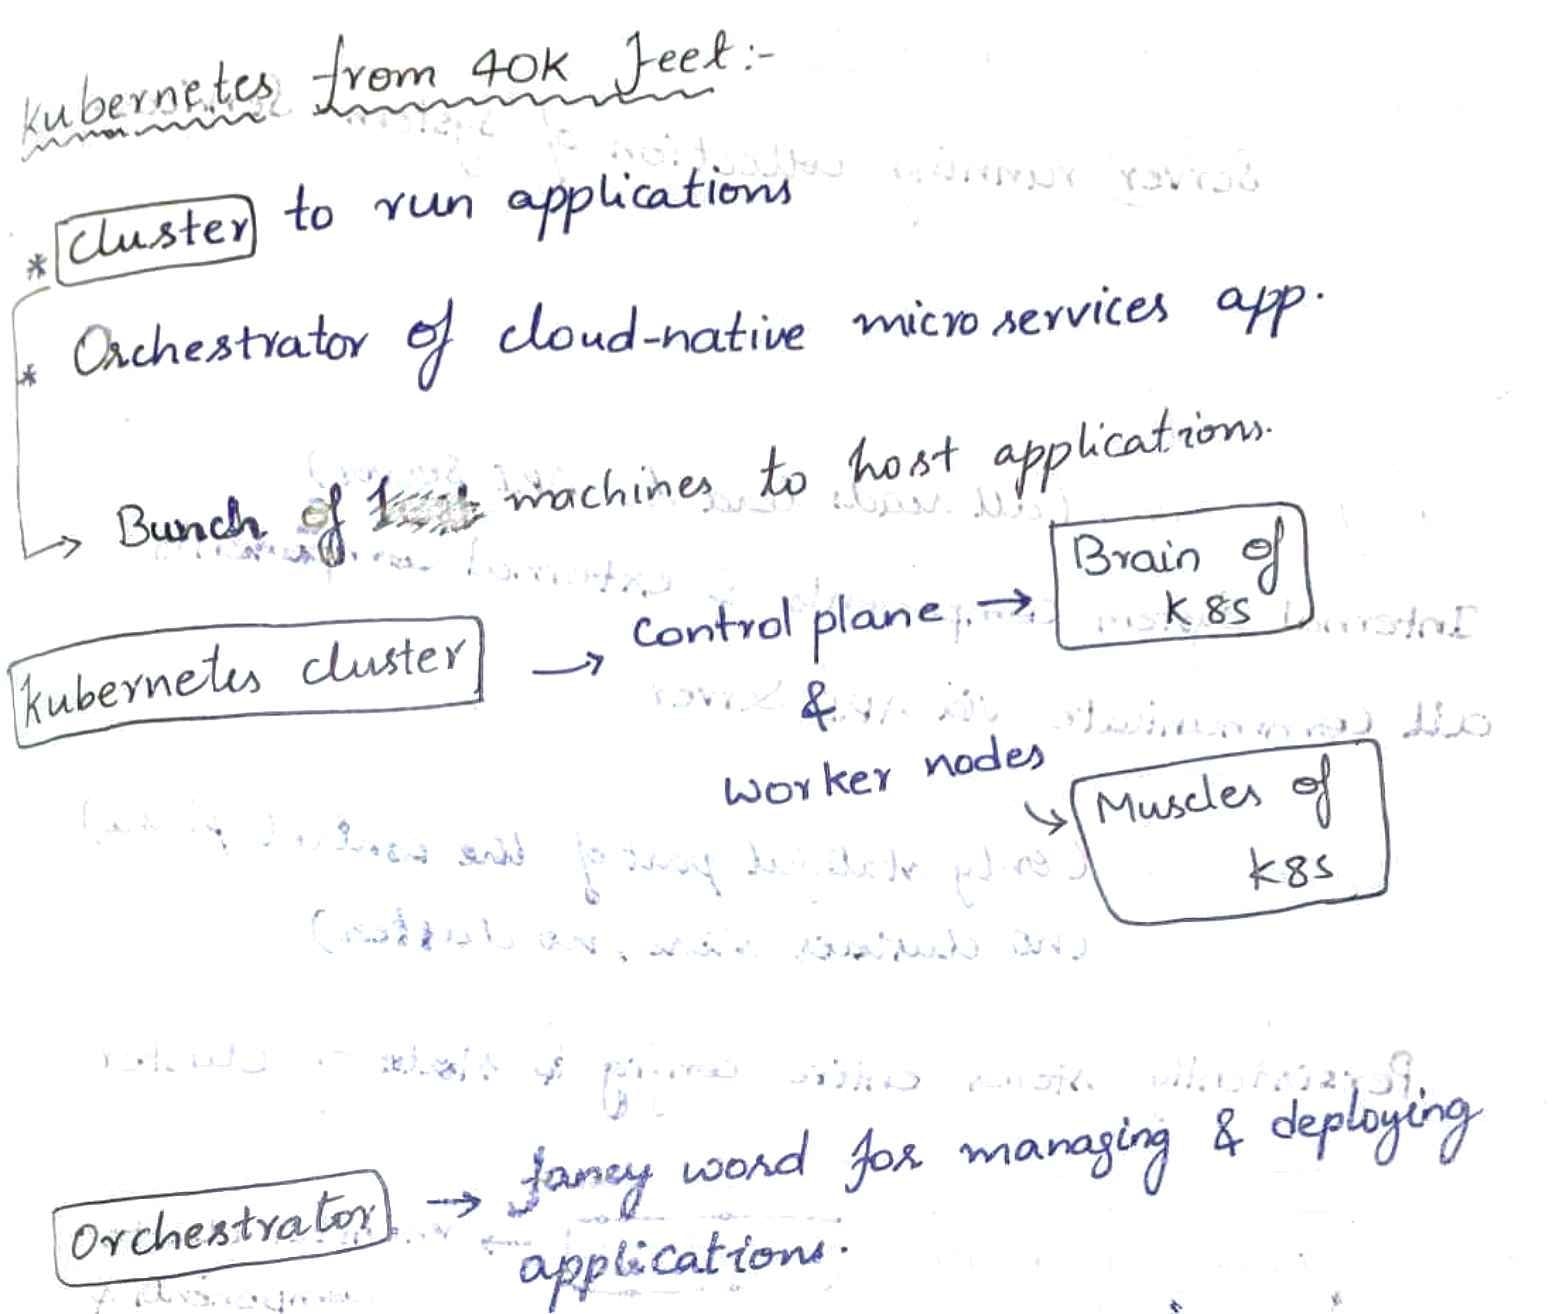 Kubernetes from 40K feet:-
* Cluster to run applications
* Orchestrator of cloud-native microservices app.
→ Bunch of machines to host applications.
Kubernetes cluster → Control plane → Brain of K8s
&
Worker nodes → Muscles of K8s
Orchestrator → fancy word for managing & deploying
applications.